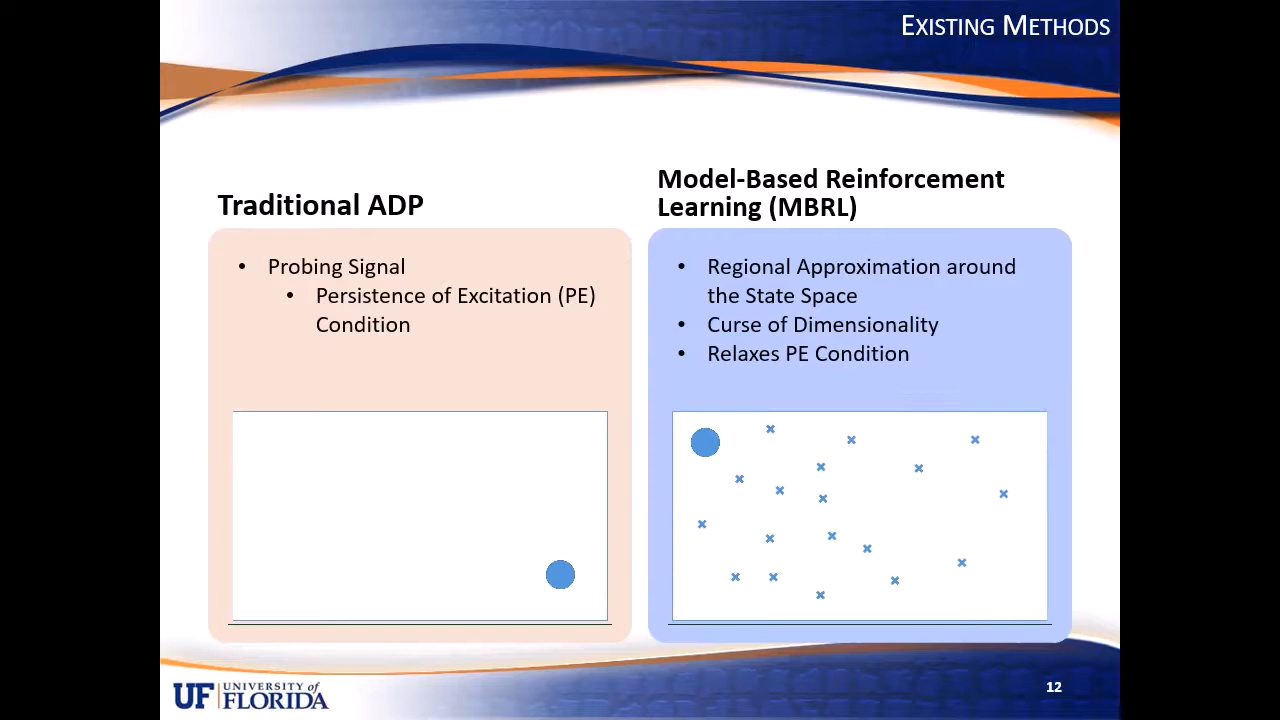 EXISTING METHODS
Traditional ADP
• Probing Signal
• Persistence of Excitation (PE)
Condition
Model-Based Reinforcement
Learning (MBRL)
• Regional Approximation around
the State Space
• Curse of Dimensionality
• Relaxes PE Condition
UF UNIVERSITY of
FLORIDA
12